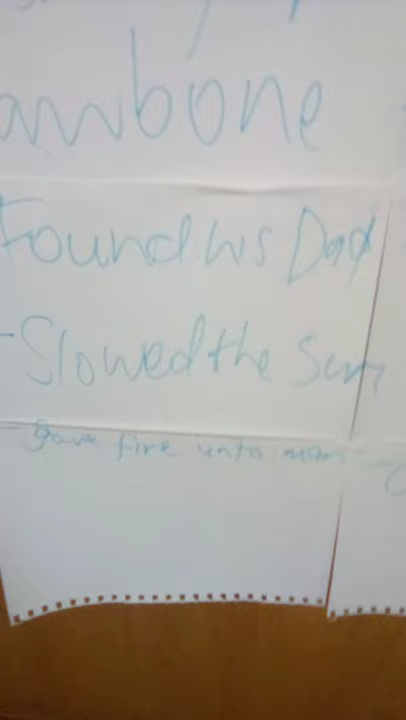 awbone
Found his Dad
- Slowed the Sun
gave fire unto man -